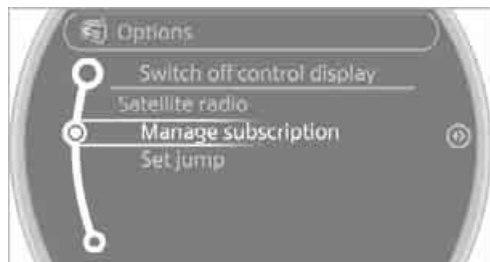 Options
Switch off control display
Satellite radio
Manage subscription
Set jump